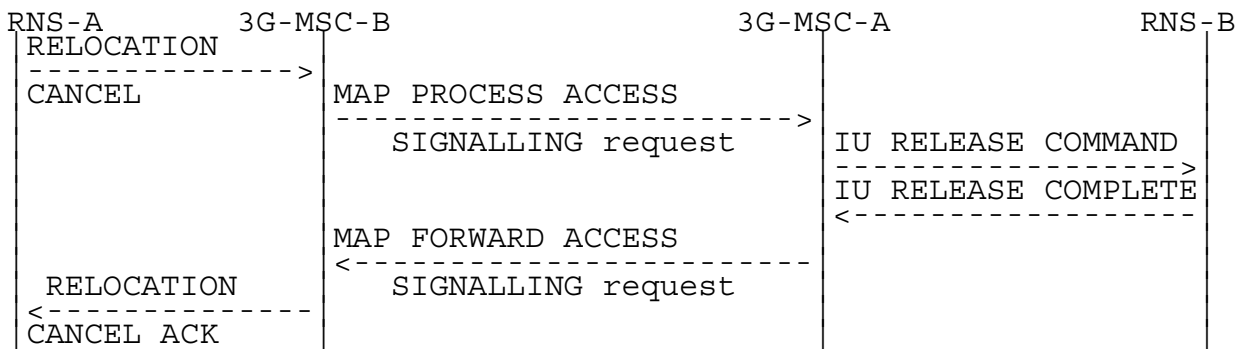 RNS-A 3G-MSC-B 3G-MSC-A RNS-B
RELOCATION
CANCEL MAP PROCESS ACCESS
SIGNALLING request IU RELEASE COMMAND
IU RELEASE COMPLETE
MAP FORWARD ACCESS
RELOCATION SIGNALLING request
CANCEL ACK